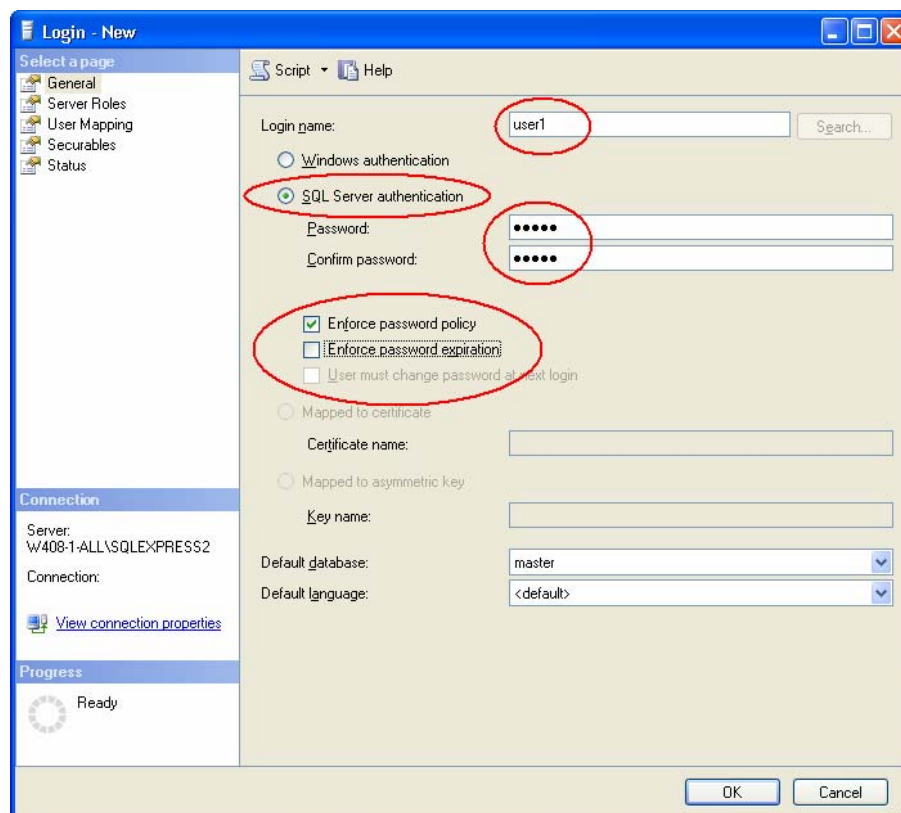 Login - New
Select a page
General
Server Roles
User Mapping
Securables
Status
Connection
Server:
W408-1-ALL\SQLEXPRESS2
Connection:
View connection properties
Progress
Ready
Script Help
Login name: user1 Search...
Windows authentication
SQL Server authentication
Password: •••••
Confirm password: •••••
Enforce password policy
Enforce password expiration
User must change password at next login
Mapped to certificate
Certificate name:
Mapped to asymmetric key
Key name:
Default database: master
Default language: <default>
OK Cancel